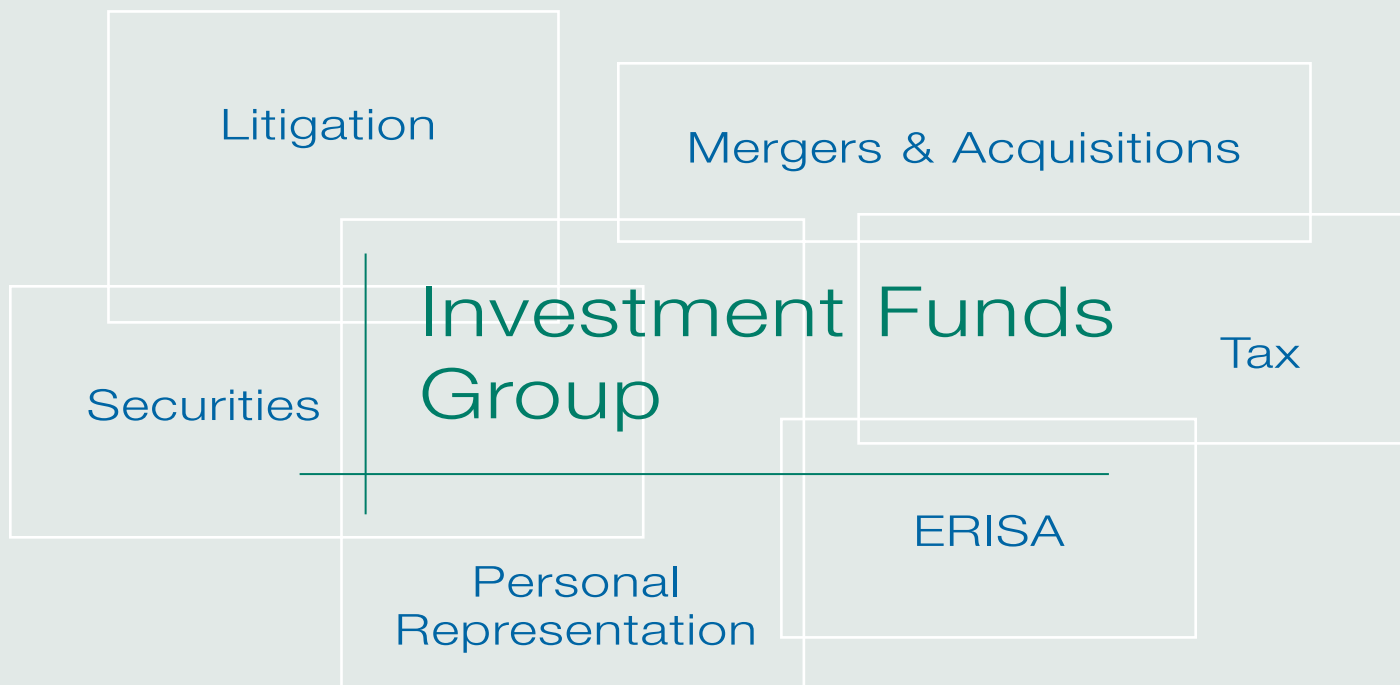 Litigation
Mergers & Acquisitions
Investment Funds
Group
Tax
Securities
ERISA
Personal
Representation